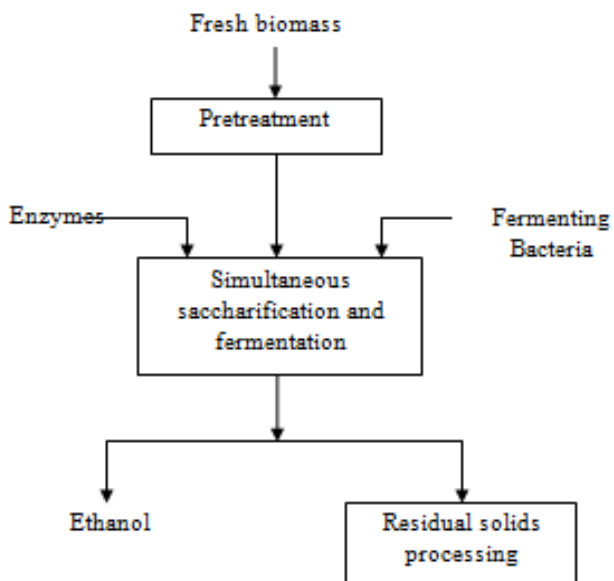 Fresh biomass
Pretreatment
Enzymes
Fermenting
Bacteria
Simultaneous
saccharification and
fermentation
Ethanol
Residual solids
processing